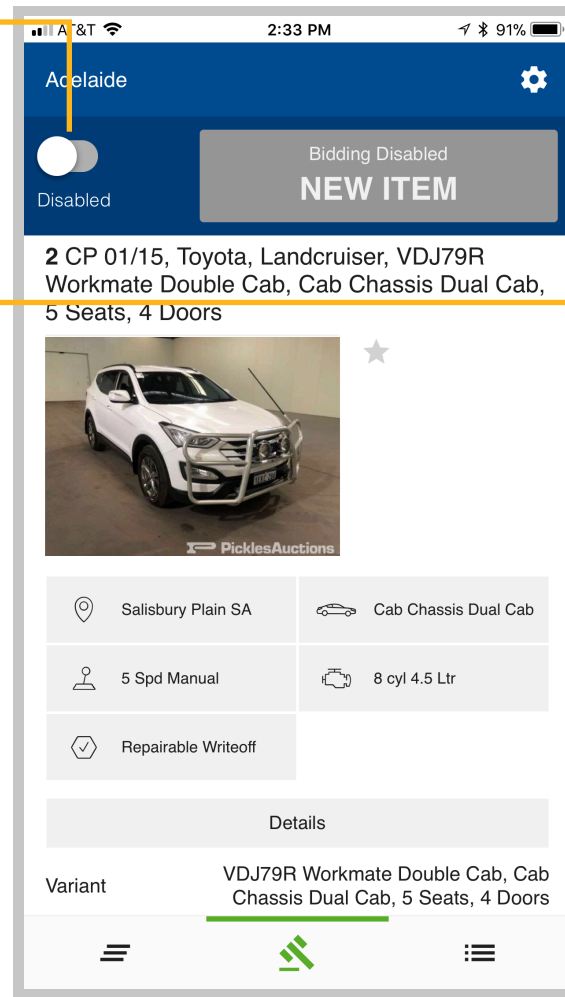 AT&T 2:33 PM 91%
Adelaide
Disabled
Bidding Disabled
NEW ITEM
2 CP 01/15, Toyota, Landcruiser, VDJ79R
Workmate Double Cab, Cab Chassis Dual Cab,
5 Seats, 4 Doors
PicklesAuctions
Salisbury Plain SA
Cab Chassis Dual Cab
5 Spd Manual
8 cyl 4.5 Ltr
Repairable Writeoff
Details
Variant
VDJ79R Workmate Double Cab, Cab
Chassis Dual Cab, 5 Seats, 4 Doors